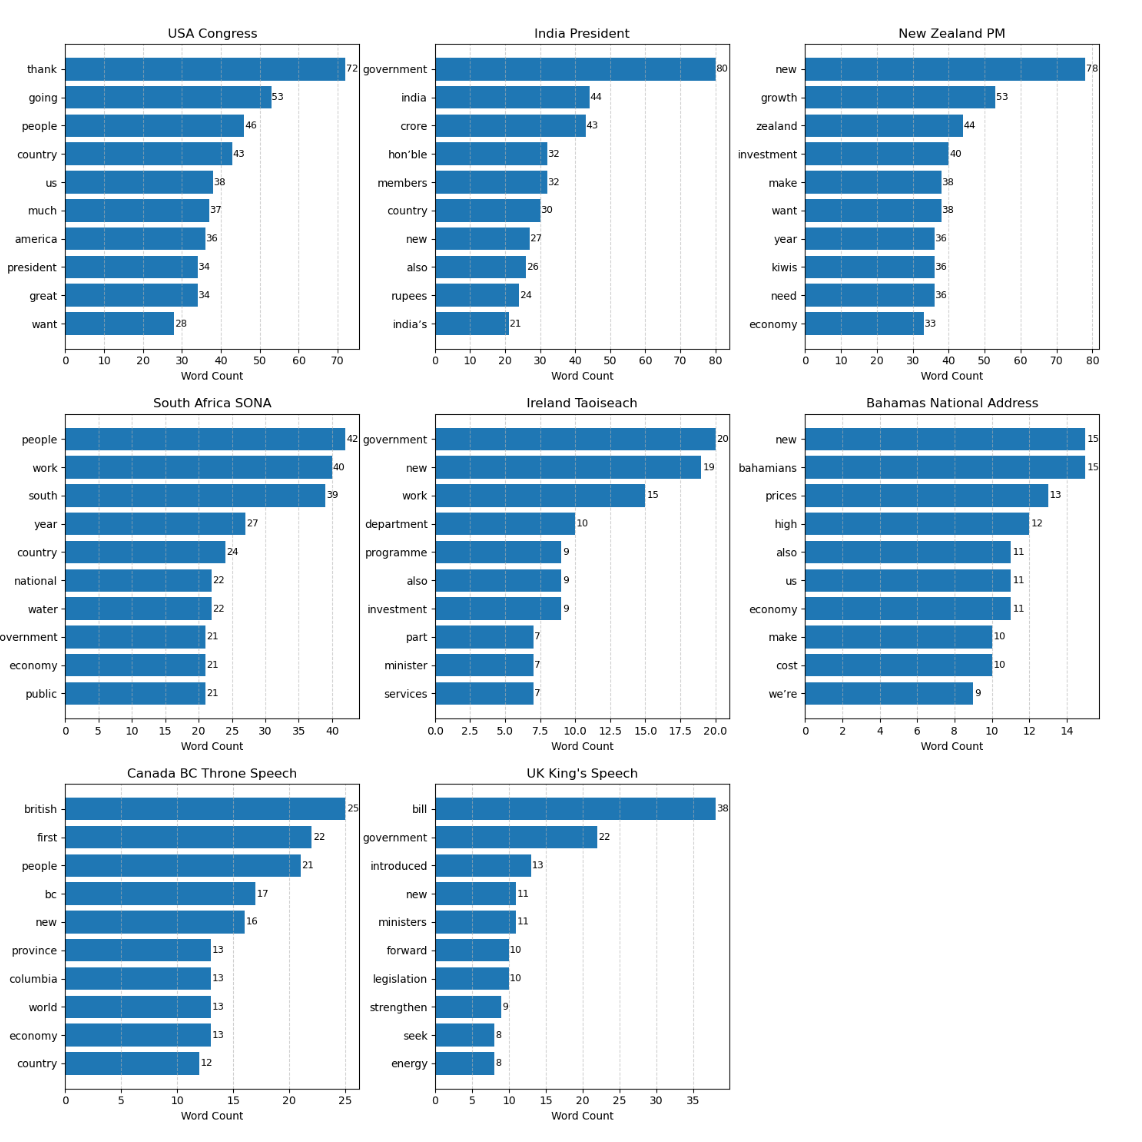 USA Congress
thank 72
going 53
people 46
country 43
us 38
much 37
america 36
president 34
great 34
want 28
0 10 20 30 40 50 60 70
Word Count
India President
government 80
india 44
crore 43
hon’ble 32
members 32
country 30
new 27
also 26
rupees 24
india’s 21
0 10 20 30 40 50 60 70 80
Word Count
New Zealand PM
new 78
growth 53
zealand 44
investment 40
make 38
want 38
year 36
kiwis 36
need 36
economy 33
0 10 20 30 40 50 60 70 80
Word Count
South Africa SONA
people 42
work 40
south 39
year 27
country 24
national 22
water 22
overnment 21
economy 21
public 21
0 5 10 15 20 25 30 35 40
Word Count
Ireland Taoiseach
government 20
new 19
work 15
department 10
programme 9
also 9
investment 9
part 7
minister 7
services 7
0.0 2.5 5.0 7.5 10.0 12.5 15.0 17.5 20.0
Word Count
Bahamas National Address
new 15
bahamians 15
prices 13
high 12
also 11
us 11
economy 11
make 10
cost 10
we’re 9
0 2 4 6 8 10 12 14
Word Count
Canada BC Throne Speech
british 25
first 22
people 21
bc 17
new 16
province 13
columbia 13
world 13
economy 13
country 12
0 5 10 15 20 25
Word Count
UK King's Speech
bill 38
government 22
introduced 13
new 11
ministers 11
forward 10
legislation 10
strengthen 9
seek 8
energy 8
0 5 10 15 20 25 30 35
Word Count